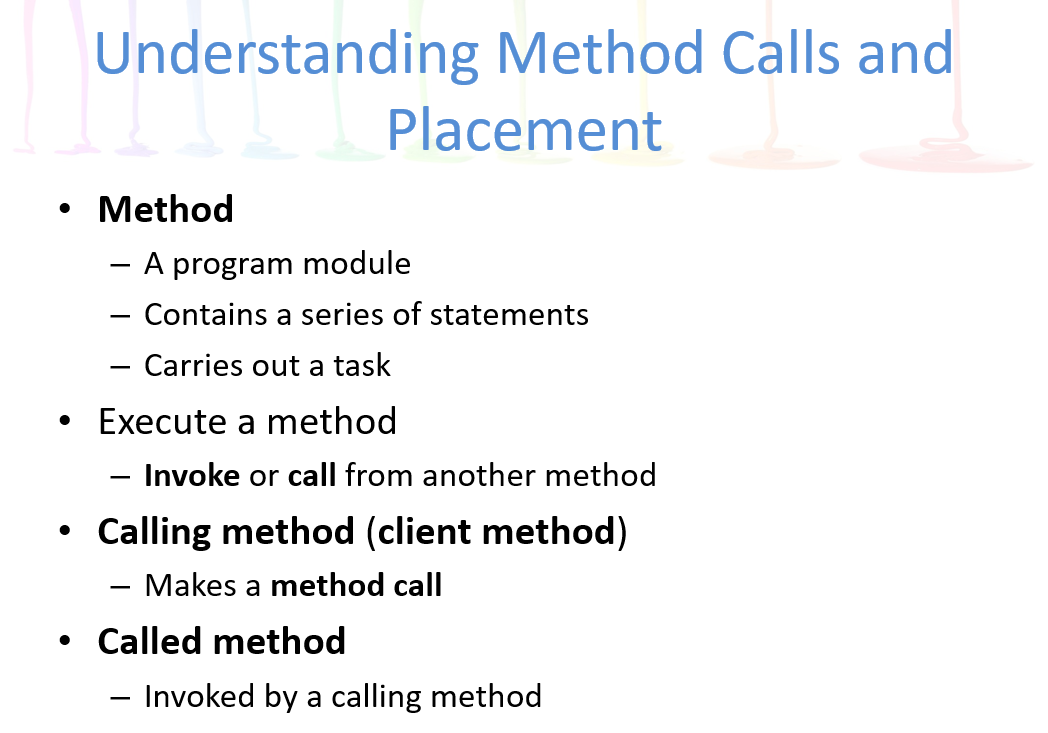 Understanding Method Calls and
Placement
• Method
– A program module
– Contains a series of statements
– Carries out a task
• Execute a method
– Invoke or call from another method
• Calling method (client method)
– Makes a method call
• Called method
– Invoked by a calling method